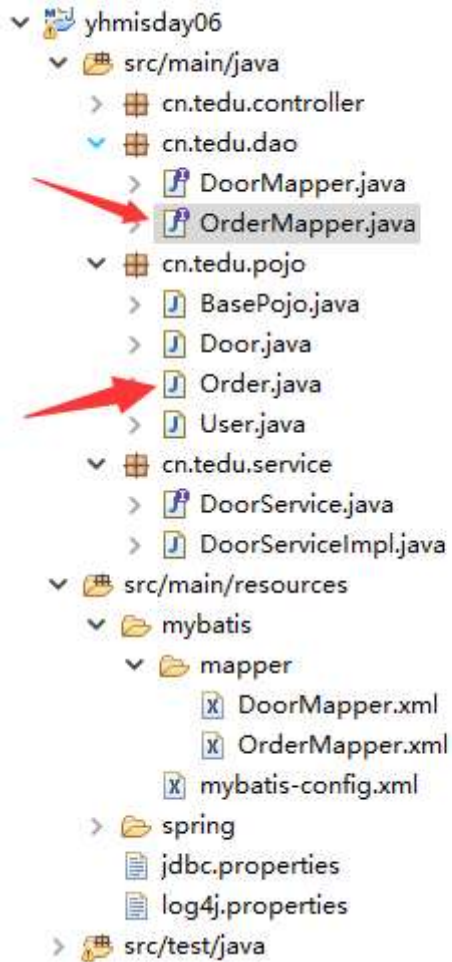 yhmisday06
src/main/java
cn.tedu.controller
cn.tedu.dao
DoorMapper.java
OrderMapper.java
cn.tedu.pojo
BasePojo.java
Door.java
Order.java
User.java
cn.tedu.service
DoorService.java
DoorServiceImpl.java
src/main/resources
mybatis
mapper
DoorMapper.xml
OrderMapper.xml
mybatis-config.xml
spring
jdbc.properties
log4j.properties
src/test/java